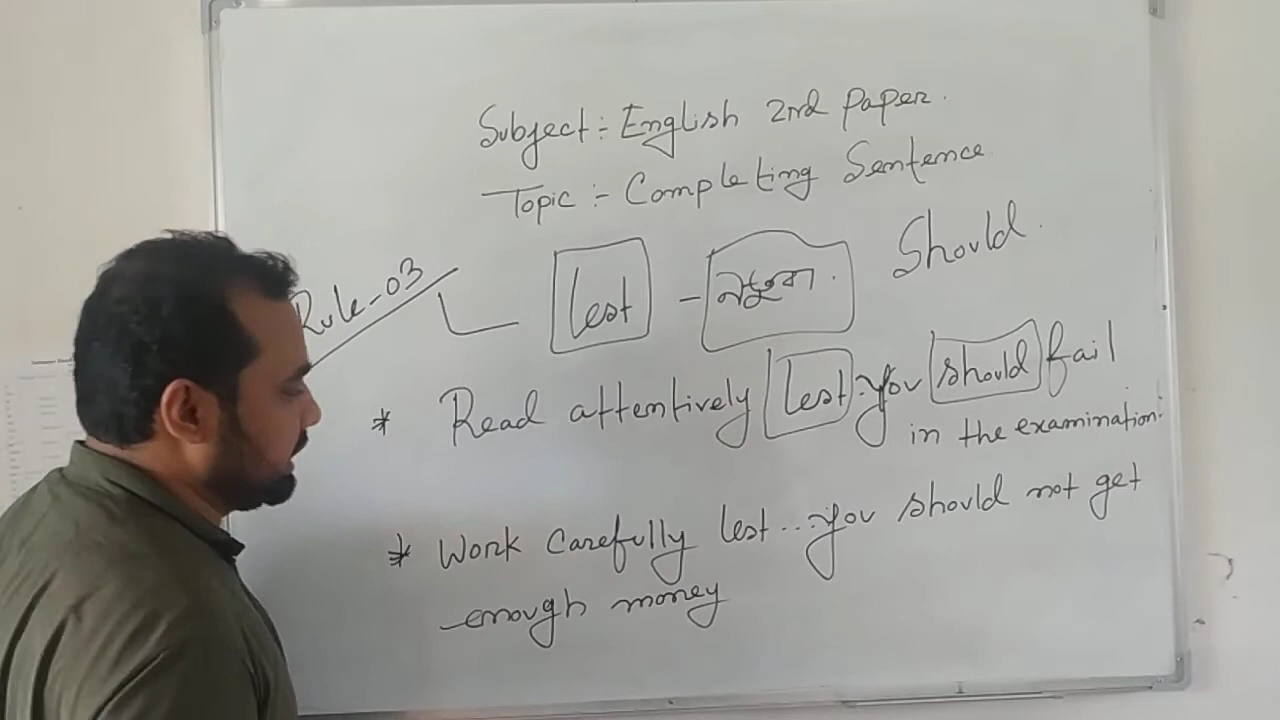 Subject:- English 2nd Paper.
Topic:- Completing Sentence
Rule-03
lest - নতুবা. Should.
* Read attentively lest..you should fail
in the examination.
* Work carefully lest...you should not get
enough money